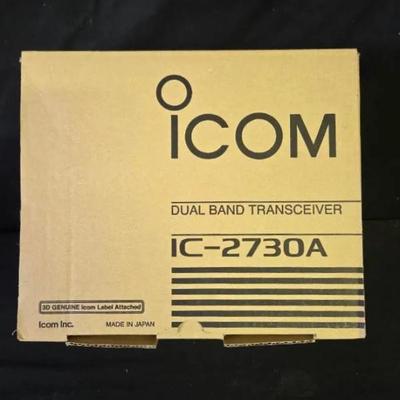 ICOM
DUAL BAND TRANSCEIVER
IC-2730A
3D GENUINE Icom Label Attached
Icom Inc. MADE IN JAPAN